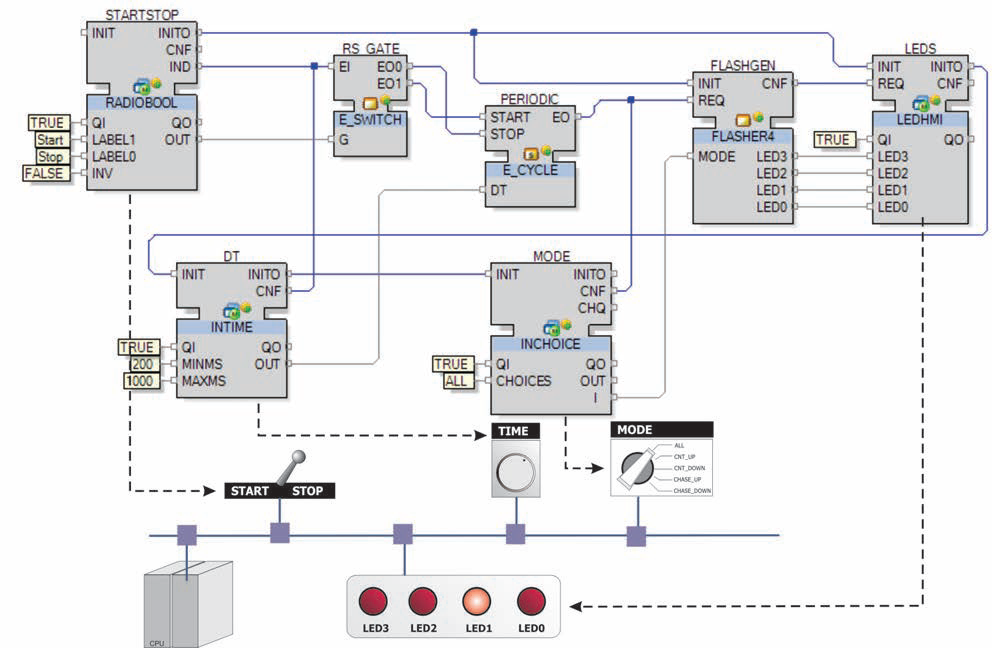 STARTSTOP
INIT INITO
CNF
IND
RADIOBOOL
TRUE QI QO
Start LABEL1 OUT
Stop LABEL0
FALSE INV
RS_GATE
EI EO0
EO1
E_SWITCH
G
PERIODIC
START EO
STOP
E_CYCLE
DT
FLASHGEN
INIT CNF
REQ
FLASHER4
MODE LED3
LED2
LED1
LED0
LEDS
INIT INITO
REQ CNF
LEDHMI
TRUE QI QO
LED3
LED2
LED1
LED0
DT
INIT INITO
CNF
INTIME
TRUE QI QO
200 MINMS OUT
1000 MAXMS
MODE
INIT INITO
CNF
CHQ
INCHOICE
TRUE QI QO
ALL CHOICES OUT
I
START STOP
TIME
MODE
ALL
CNT_UP
CNT_DOWN
CHASE_UP
CHASE_DOWN
CPU
LED3 LED2 LED1 LED0